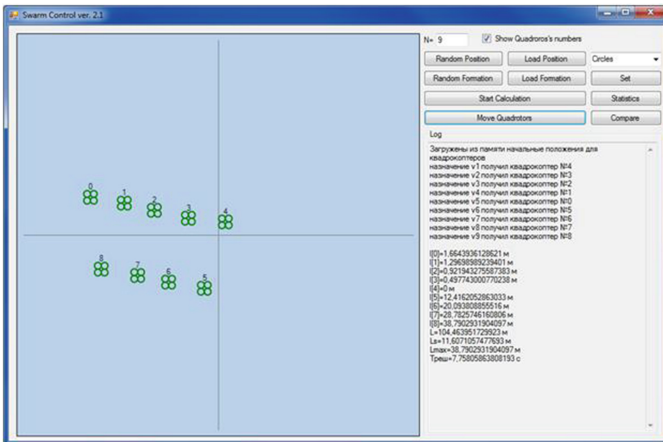 Swarm Control ver. 2.1
N= 9
Show Quadroros's numbers
Random Position
Load Position
Circles
Random Formation
Load Formation
Set
Start Calculation
Statistics
Move Quadrotors
Compare
Log
Загружены из памяти начальные положения для
квадрокоптеров
назначение v1 получил квадрокоптер №4
назначение v2 получил квадрокоптер №3
назначение v3 получил квадрокоптер №2
назначение v4 получил квадрокоптер №1
назначение v5 получил квадрокоптер №0
назначение v6 получил квадрокоптер №5
назначение v7 получил квадрокоптер №6
назначение v8 получил квадрокоптер №7
назначение v9 получил квадрокоптер №8
l[0]=1,6643936128621 м
l[1]=1,29698989239401 м
l[2]=0,921943275587383 м
l[3]=0,497743000770238 м
l[4]=0 м
l[5]=12,4162052863033 м
l[6]=20,093808855516 м
l[7]=28,7825746160806 м
l[8]=38,7902931904097 м
L=104,463951729923 м
Ls=11,6071057477693 м
Lmax=38,7902931904097 м
Tреш=7,75805863808193 с
0
1
2
3
4
8
7
6
5